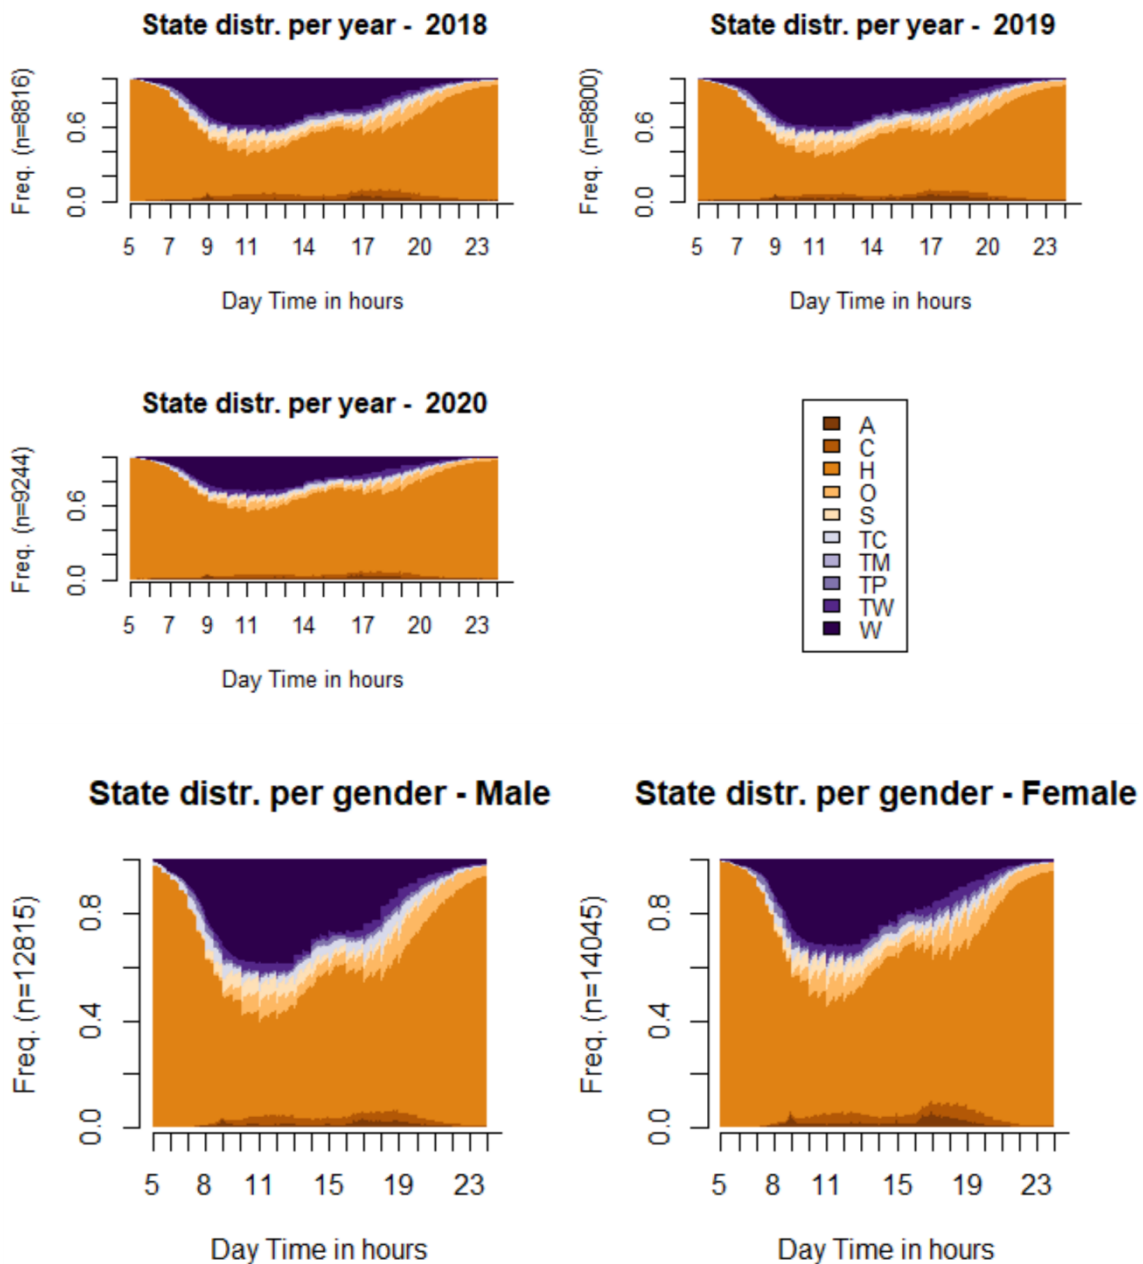 State distr. per year -  2018
Freq. (n=8816)
0.6
0.0
5 7 9 11 14 17 20 23
Day Time in hours
State distr. per year -  2019
Freq. (n=8800)
0.6
0.0
5 7 9 11 14 17 20 23
Day Time in hours
State distr. per year -  2020
Freq. (n=9244)
0.6
0.0
5 7 9 11 14 17 20 23
Day Time in hours
A
C
H
O
S
TC
TM
TP
TW
W
State distr. per gender - Male
Freq. (n=12815)
0.8
0.4
0.0
5 8 11 15 19 23
Day Time in hours
State distr. per gender - Female
Freq. (n=14045)
0.8
0.4
0.0
5 8 11 15 19 23
Day Time in hours